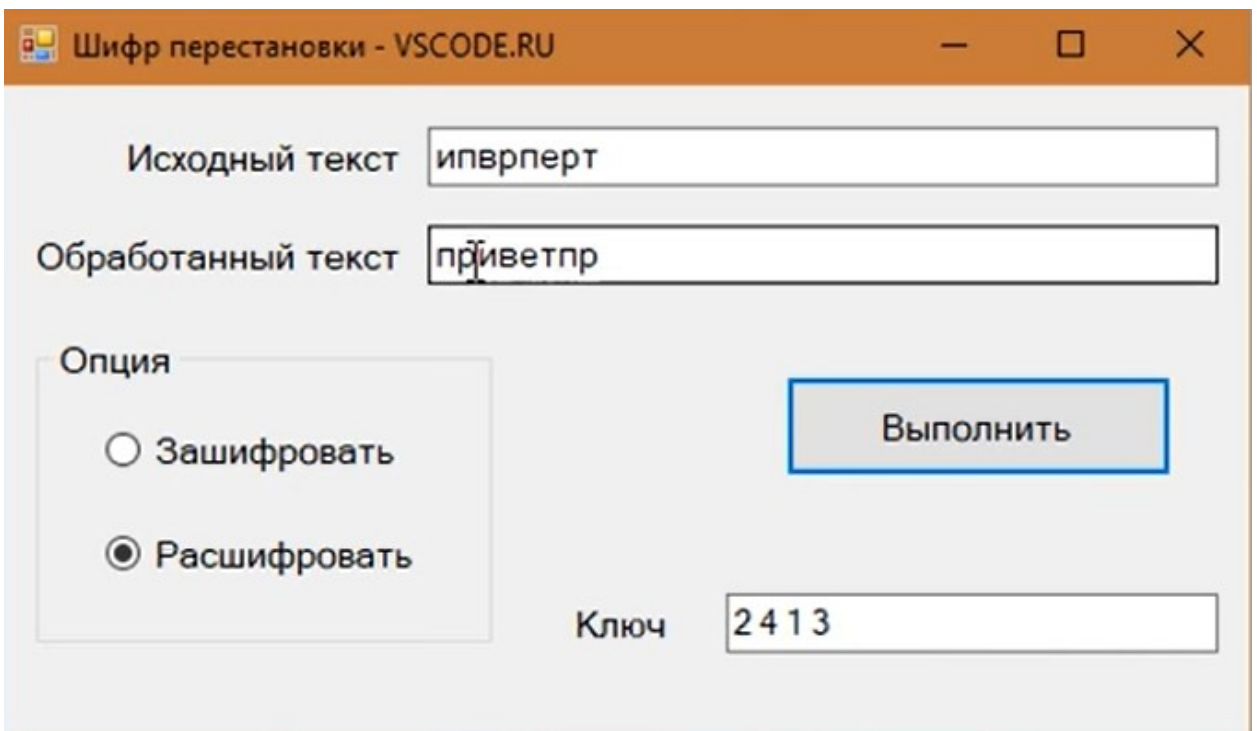 Шифр перестановки - VSCODE.RU
Исходный текст ипврперт
Обработанный текст приветпр
Опция
Зашифровать
Выполнить
Расшифровать
Ключ 2 4 1 3